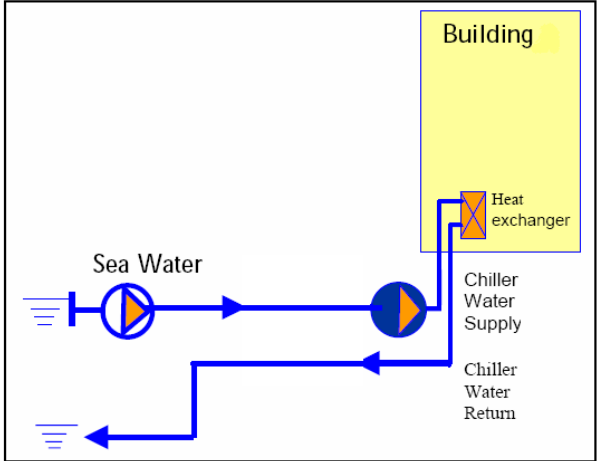 Building
Heat
exchanger
Sea Water
Chiller
Water
Supply
Chiller
Water
Return